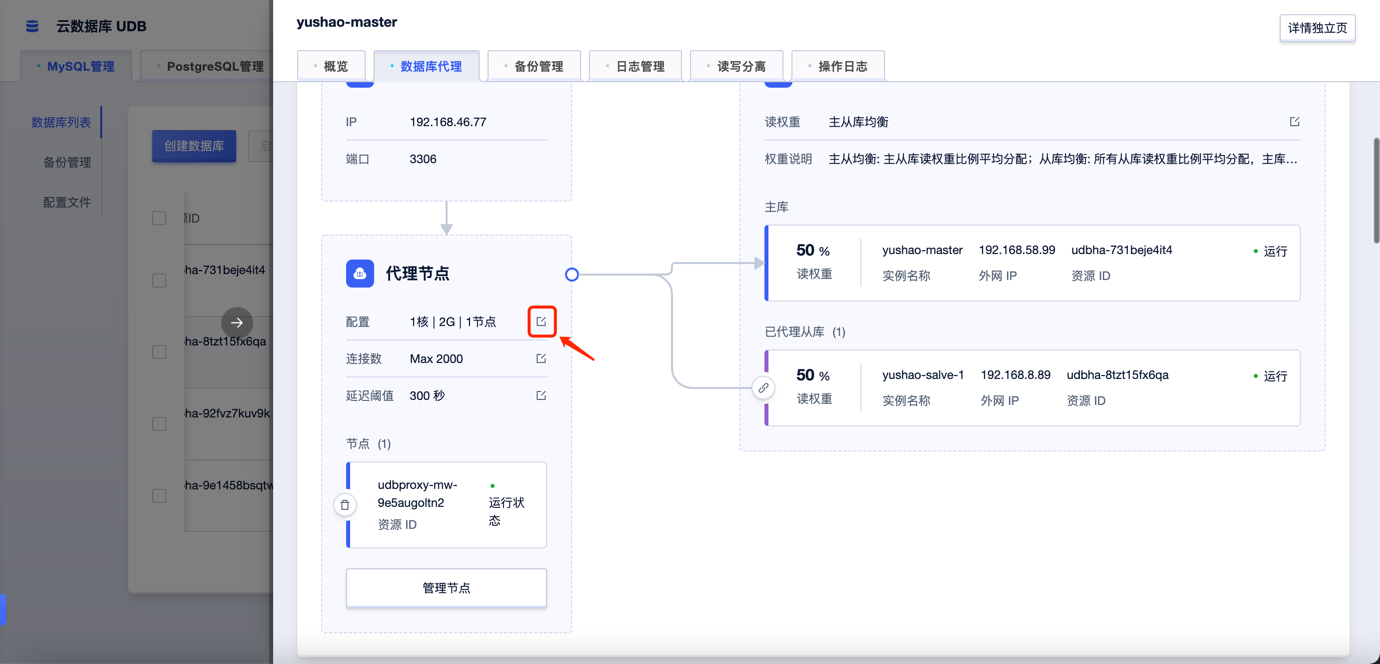 云数据库 UDB
MySQL管理
PostgreSQL管理
数据库列表
备份管理
配置文件
创建数据库
启
源ID
ha-731beje4it4
ha-8tzt15fx6qa
ha-92fvz7kuv9k
ha-9e1458bsqtw
yushao-master
详情独立页
概览
数据库代理
备份管理
日志管理
读写分离
操作日志
IP 192.168.46.77
端口 3306
代理节点
配置 1核 | 2G | 1节点
连接数 Max 2000
延迟阈值 300 秒
节点 (1)
udbproxy-mw-
9e5augoltn2
资源 ID
运行状
态
管理节点
读权重 主从库均衡
权重说明 主从均衡: 主从库读权重比例平均分配；从库均衡: 所有从库读权重比例平均分配，主库...
主库
50 % yushao-master 192.168.58.99 udbha-731beje4it4 运行
读权重 实例名称 外网 IP 资源 ID
已代理从库 (1)
50 % yushao-salve-1 192.168.8.89 udbha-8tzt15fx6qa 运行
读权重 实例名称 外网 IP 资源 ID